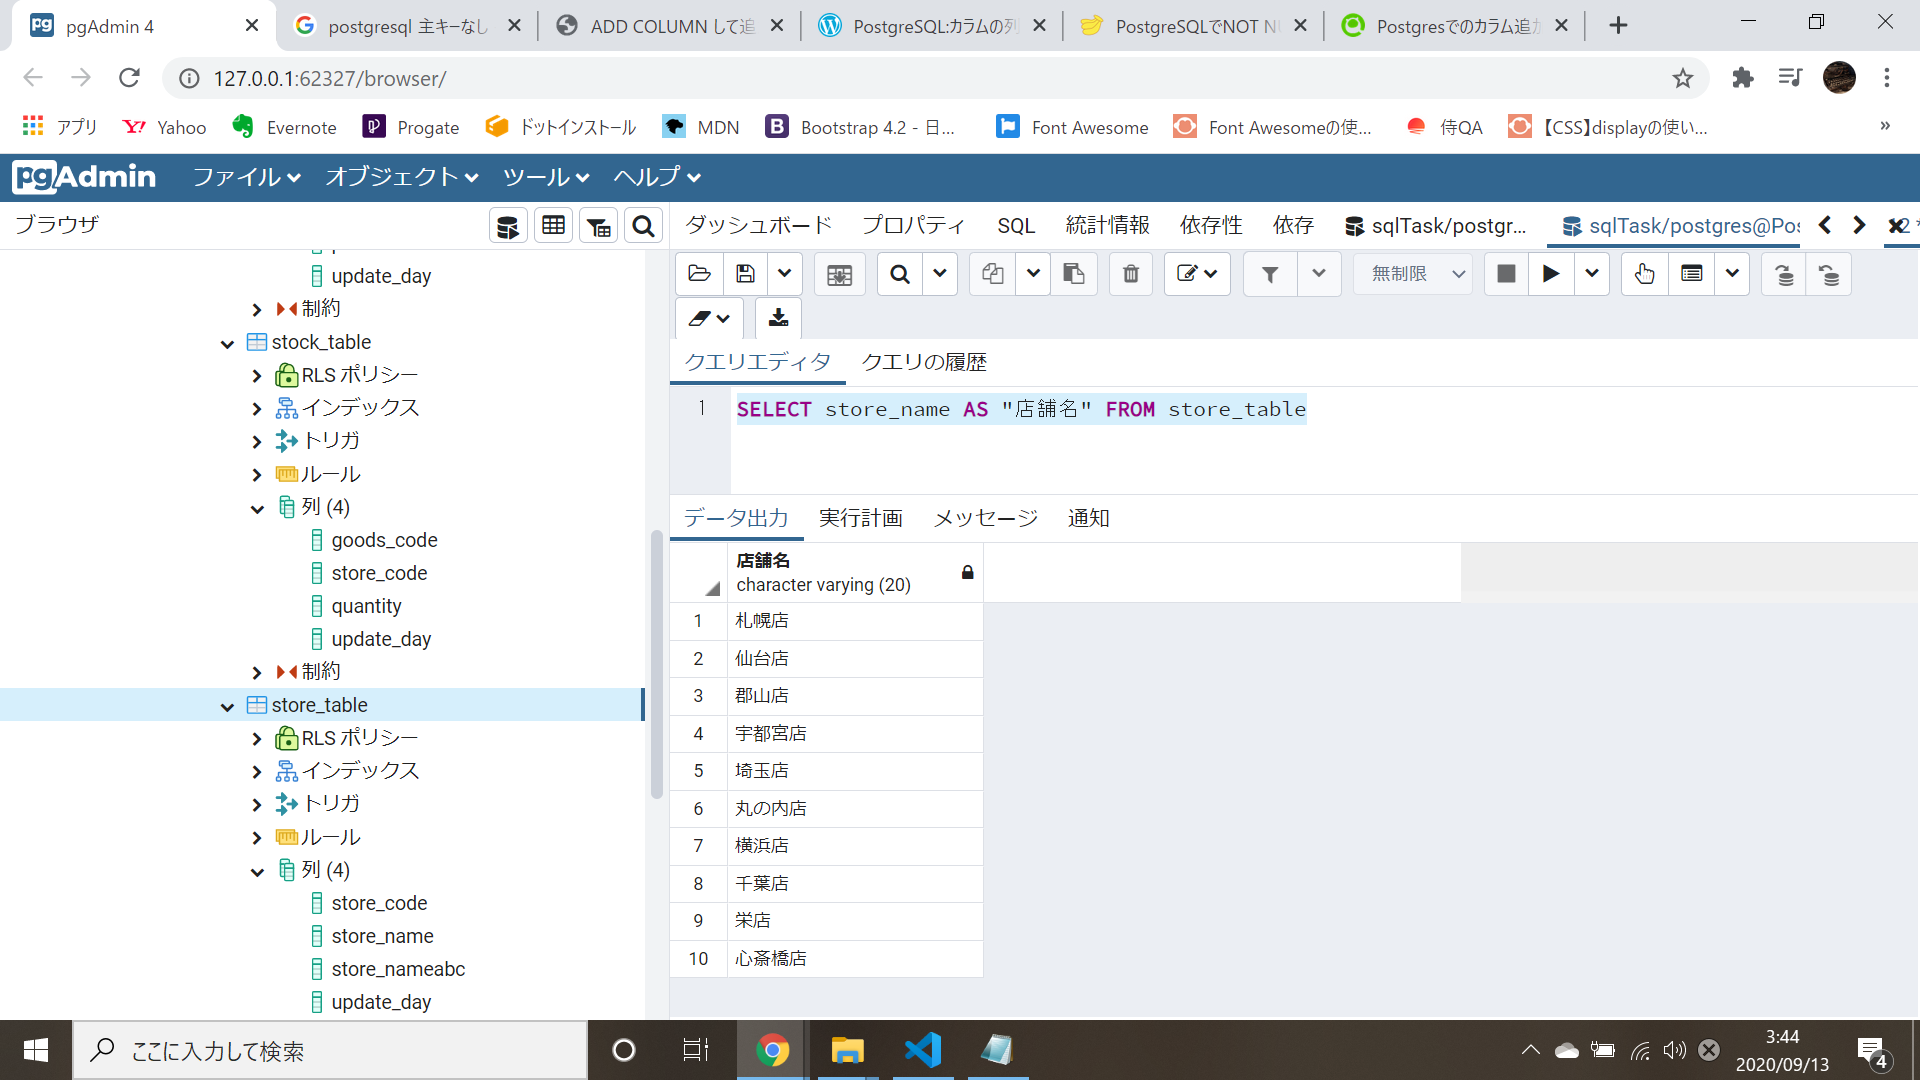 pgAdmin 4
postgresql 主キーなし
ADD COLUMN して追
PostgreSQL:カラムの列
PostgreSQLでNOT NU
Postgresでのカラム追加
127.0.0.1:62327/browser/
アプリ
Yahoo
Evernote
Progate
ドットインストール
MDN
Bootstrap 4.2 - 日...
Font Awesome
Font Awesomeの使...
侍QA
【CSS】displayの使い...
pgAdmin
ファイル
オブジェクト
ツール
ヘルプ
ブラウザ
ダッシュボード
プロパティ
SQL
統計情報
依存性
依存
sqlTask/postgr...
sqlTask/postgres@Pos
2 *
update_day
制約
stock_table
RLS ポリシー
インデックス
トリガ
ルール
列 (4)
goods_code
store_code
quantity
update_day
制約
store_table
RLS ポリシー
インデックス
トリガ
ルール
列 (4)
store_code
store_name
store_nameabc
update_day
無制限
クエリエディタ
クエリの履歴
1 SELECT store_name AS "店舗名" FROM store_table
データ出力
実行計画
メッセージ
通知
店舗名
character varying (20)
1 札幌店
2 仙台店
3 郡山店
4 宇都宮店
5 埼玉店
6 丸の内店
7 横浜店
8 千葉店
9 栄店
10 心斎橋店
ここに入力して検索
3:44
2020/09/13
4